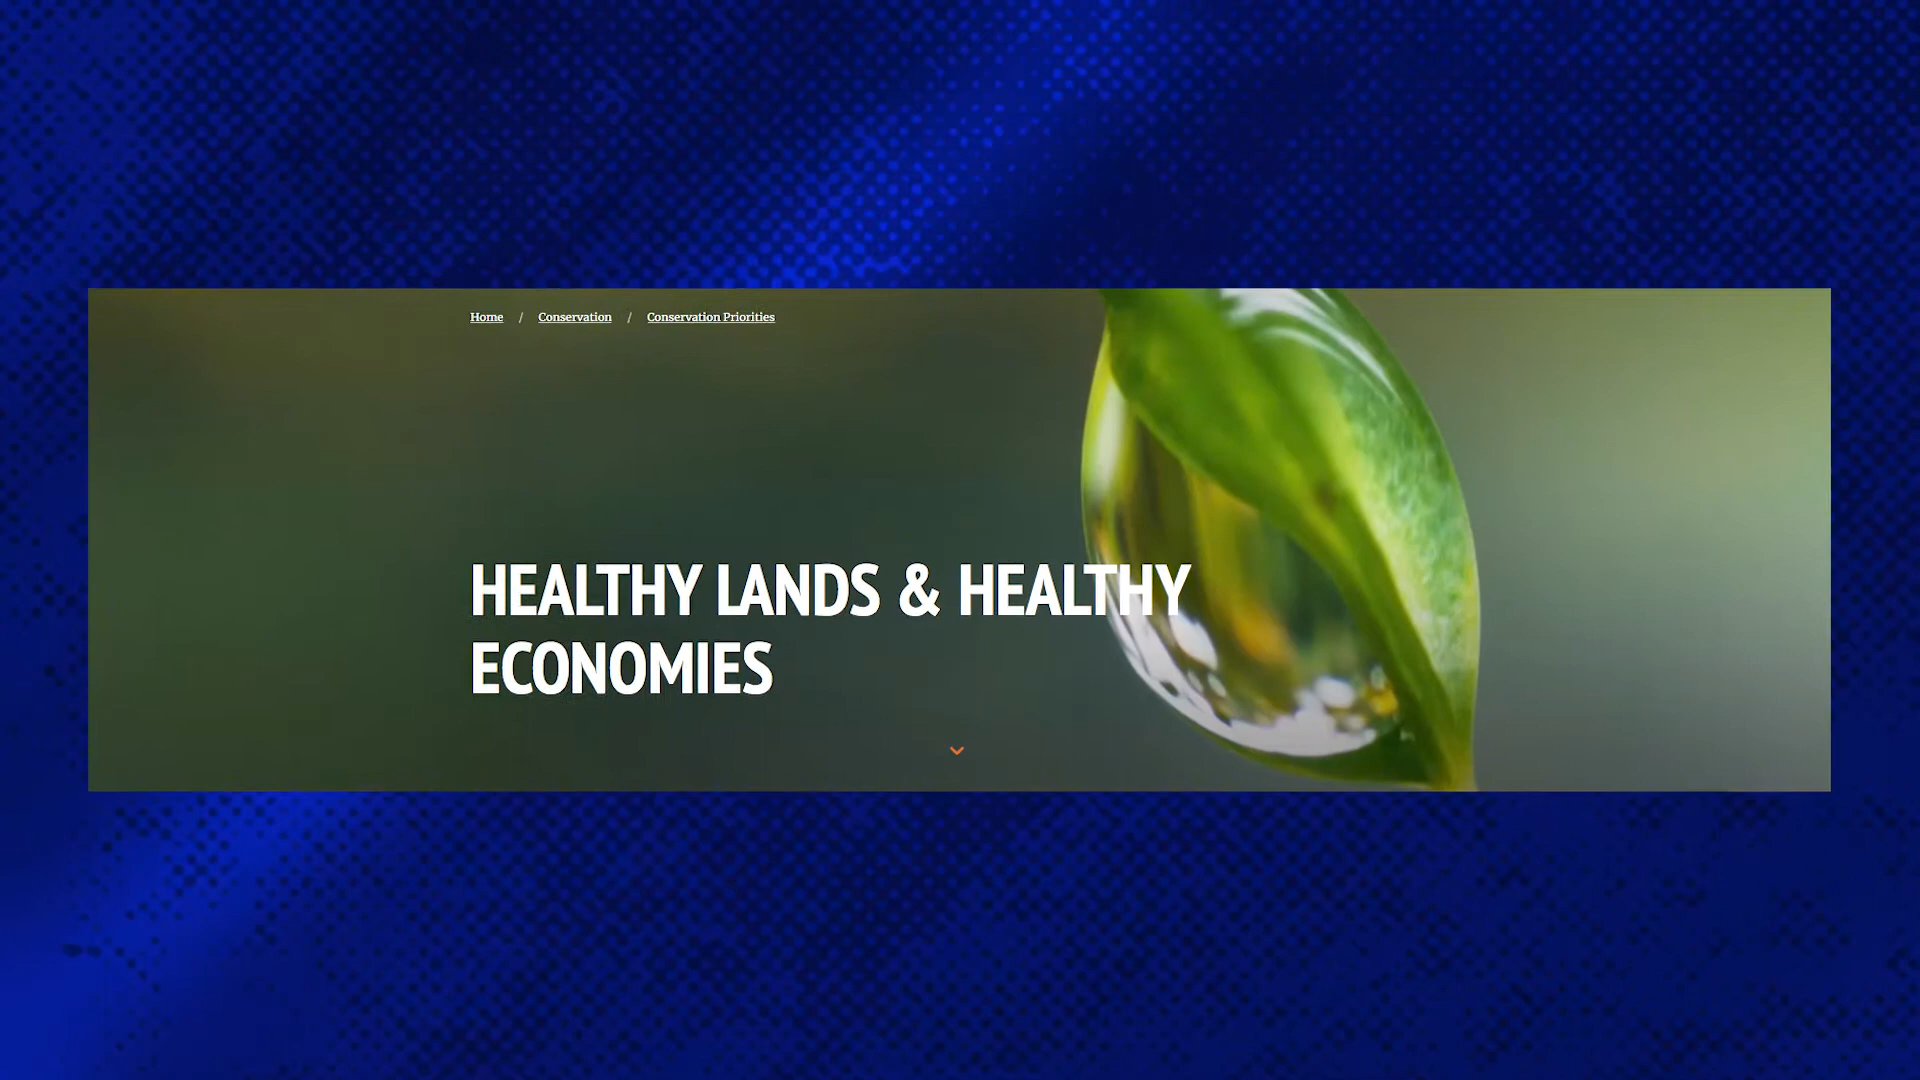 Home / Conservation / Conservation Priorities
HEALTHY LANDS & HEALTHY
ECONOMIES